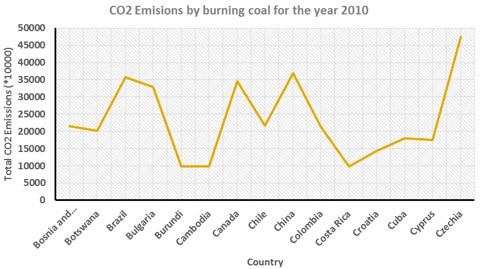 CO2 Emisions by burning coal for the year 2010
Total CO2 Emissions (*10000)
50000
45000
40000
35000
30000
25000
20000
15000
10000
5000
0
Bosnia and...
Botswana
Brazil
Bulgaria
Burundi
Cambodia
Canada
Chile
China
Colombia
Costa Rica
Croatia
Cuba
Cyprus
Czechia
Country